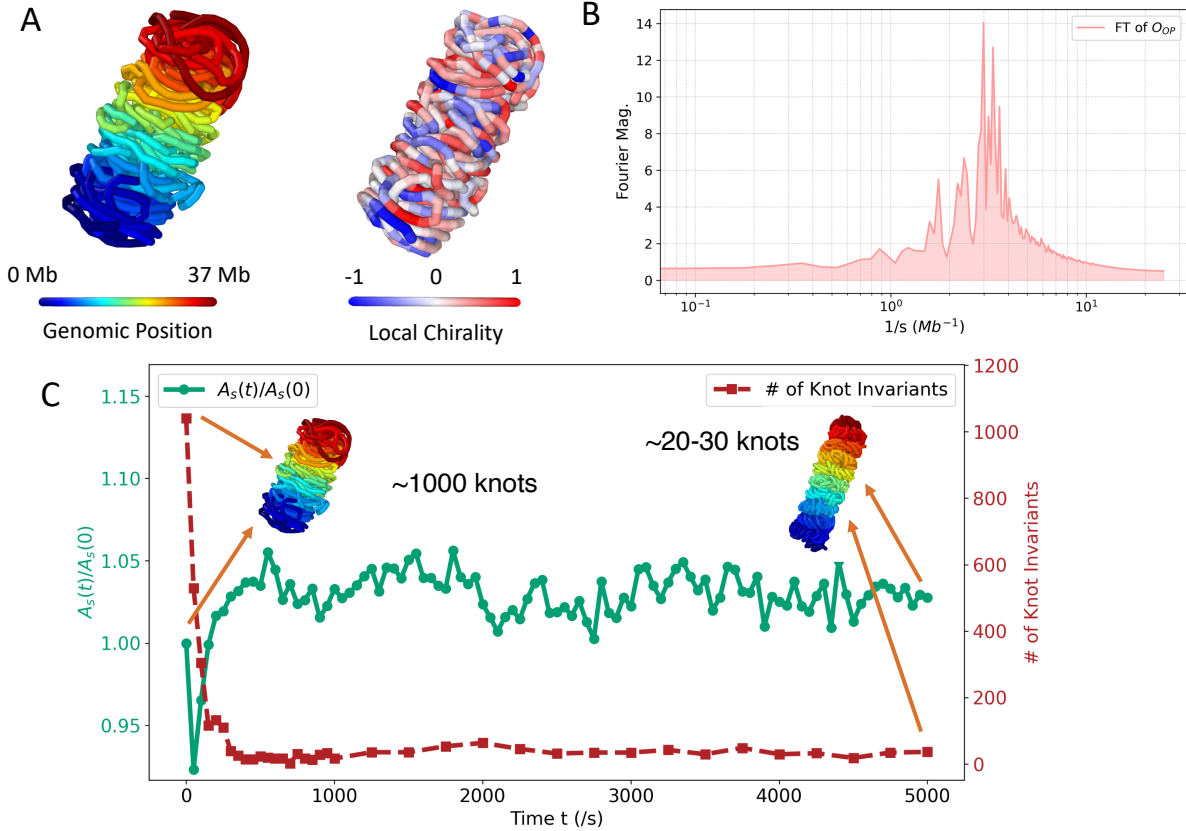 A
0 Mb 37 Mb
Genomic Position
-1 0 1
Local Chirality
B
FT of O_OP
Fourier Mag.
14
12
10
8
6
4
2
0
10⁻¹ 10⁰ 10¹
1/s (Mb⁻¹)
C
A_s(t)/A_s(0)
# of Knot Invariants
~1000 knots
~20-30 knots
A_s(t)/A_s(0)
1.15
1.10
1.05
1.00
0.95
1200
1000
800
600
400
200
0
# of Knot Invariants
0 1000 2000 3000 4000 5000
Time t (/s)